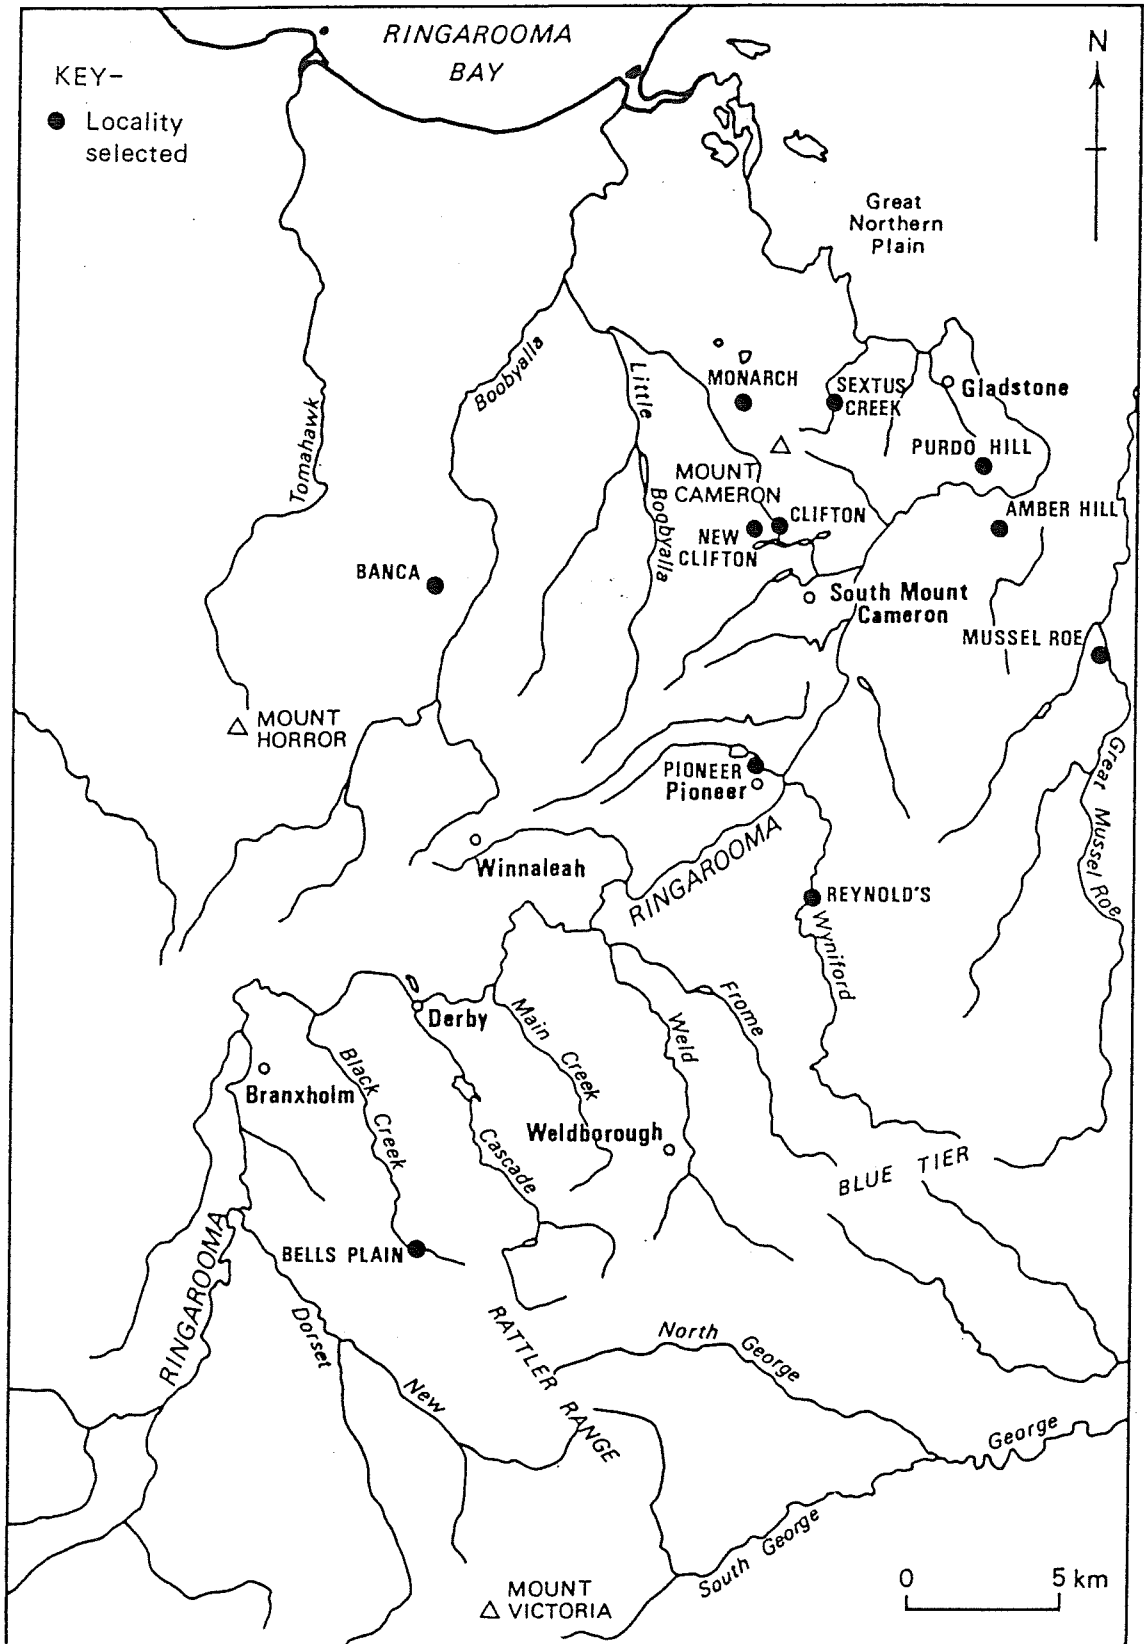 RINGAROOMA
BAY
N
KEY-
Locality
selected
Great
Northern
Plain
Boobyalla
Little
Boobyalla
Tomahawk
MONARCH
SEXTUS
CREEK
Gladstone
PURDO HILL
MOUNT
CAMERON
AMBER HILL
CLIFTON
NEW
CLIFTON
BANCA
South Mount
Cameron
MUSSEL ROE
MOUNT
HORROR
PIONEER
Pioneer
Great Mussel Roe
Winnaleah
RINGAROOMA
REYNOLD'S
Wyniford
Frome
Weld
Main Creek
Derby
Black Creek
Branxholm
Cascade
Weldborough
BLUE TIER
BELLS PLAIN
RINGAROOMA
Dorset
New
RATTLER RANGE
North George
George
South George
MOUNT
VICTORIA
0 5 km